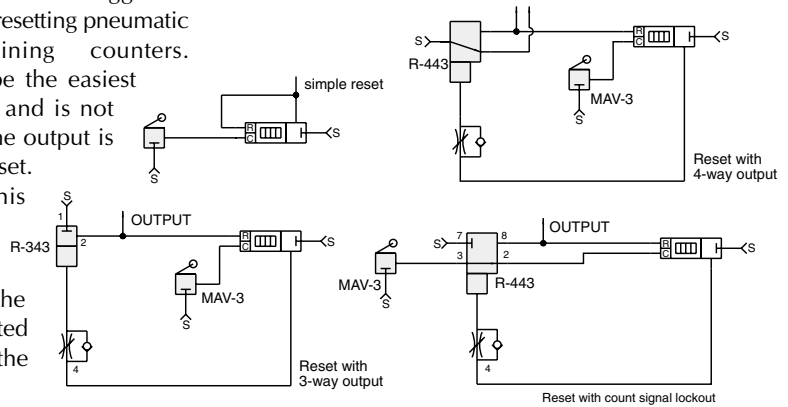 resetting pneumatic
ining counters.
be the easiest
and is not
he output is
set.
his
he
ted
the
simple reset
R
C
S
S
S
R-443
R
C
S
MAV-3
S
Reset with
4-way output
S
1
R-343
2
OUTPUT
R
C
S
MAV-3
S
4
Reset with
3-way output
OUTPUT
S
7
8
3
2
MAV-3
S
R-443
R
C
S
4
Reset with count signal lockout